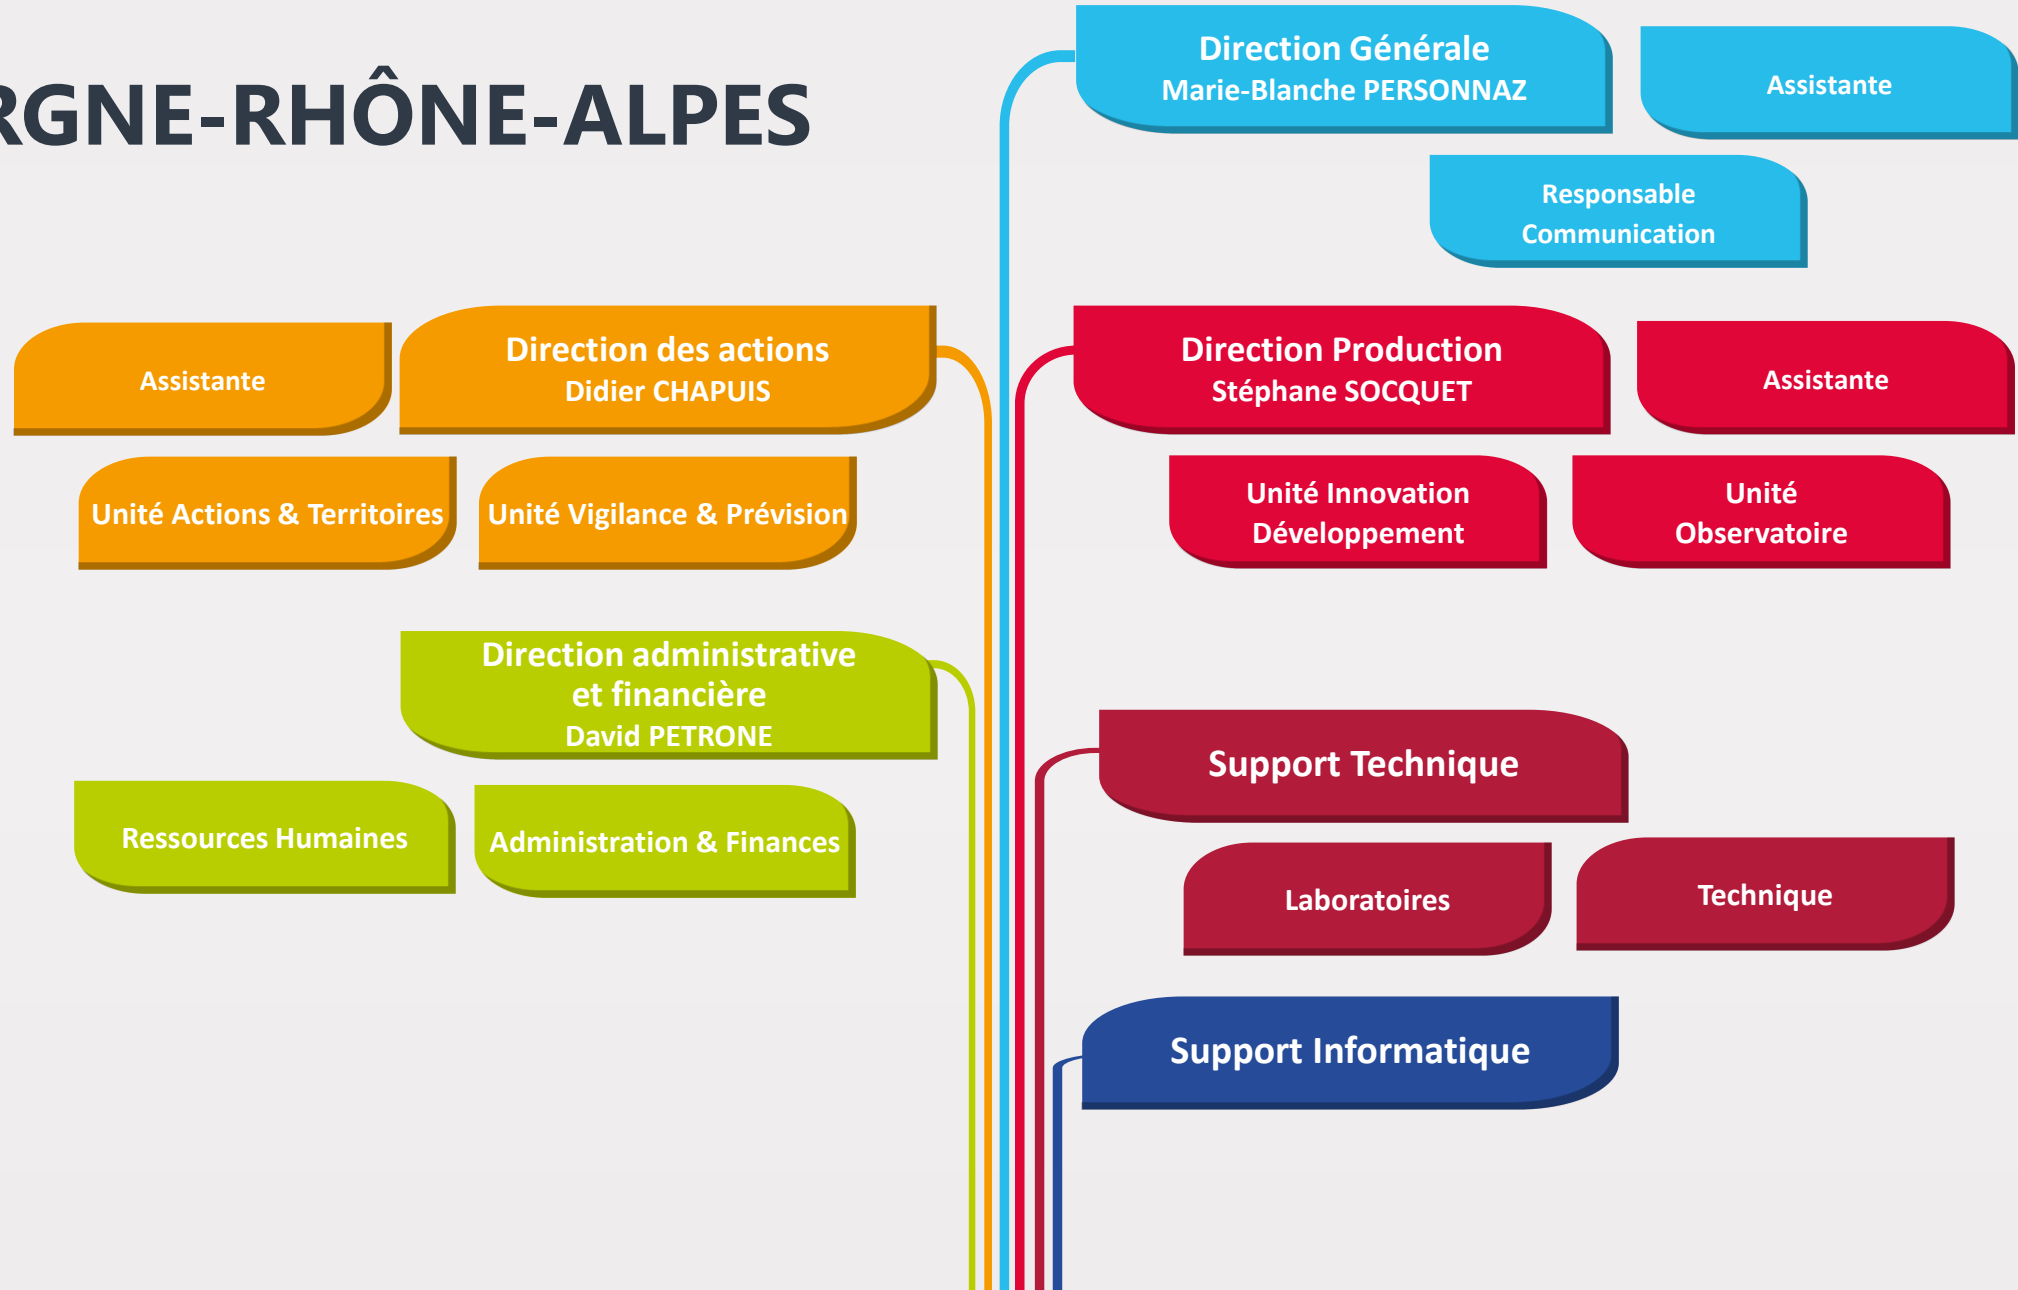 RGNE-RHÔNE-ALPES
Direction Générale
Marie-Blanche PERSONNAZ
Assistante
Responsable
Communication
Assistante
Direction des actions
Didier CHAPUIS
Unité Actions & Territoires
Unité Vigilance & Prévision
Direction Production
Stéphane SOCQUET
Assistante
Unité Innovation
Développement
Unité
Observatoire
Direction administrative
et financière
David PETRONE
Ressources Humaines
Administration & Finances
Support Technique
Laboratoires
Technique
Support Informatique